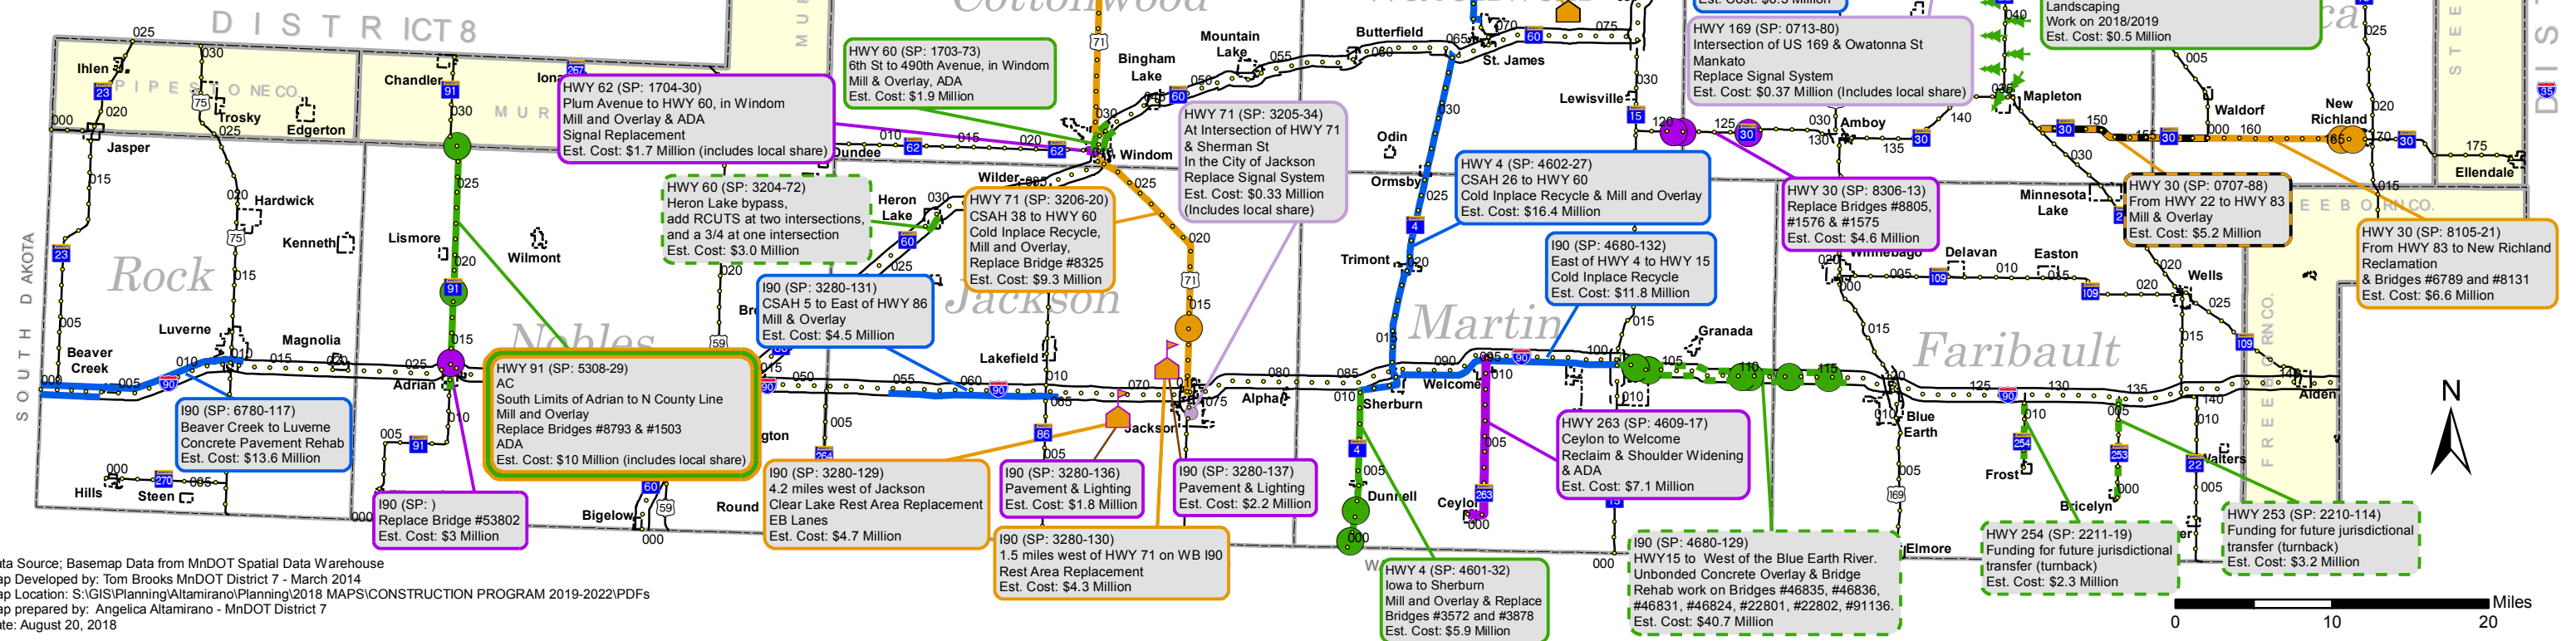 DISTRICT 8
Cottonwood
HWY 60 (SP: 1703-73)
6th St to 490th Avenue, in Windom
Mill & Overlay, ADA
Est. Cost: $1.9 Million
HWY 62 (SP: 1704-30)
Plum Avenue to HWY 60, in Windom
Mill and Overlay & ADA
Signal Replacement
Est. Cost: $1.7 Million (includes local share)
HWY 169 (SP: 0713-80)
Intersection of US 169 & Owatonna St
Mankato
Replace Signal System
Est. Cost: $0.37 Million (Includes local share)
Landscaping
Work on 2018/2019
Est. Cost: $0.5 Million
HWY 71 (SP: 3205-34)
At Intersection of HWY 71
& Sherman St
In the City of Jackson
Replace Signal System
Est. Cost: $0.33 Million
(Includes local share)
HWY 60 (SP: 3204-72)
Heron Lake bypass,
add RCUTS at two intersections,
and a 3/4 at one intersection
Est. Cost: $3.0 Million
HWY 71 (SP: 3206-20)
CSAH 38 to HWY 60
Cold Inplace Recycle,
Mill and Overlay,
Replace Bridge #8325
Est. Cost: $9.3 Million
HWY 4 (SP: 4602-27)
CSAH 26 to HWY 60
Cold Inplace Recycle & Mill and Overlay
Est. Cost: $16.4 Million
HWY 30 (SP: 8306-13)
Replace Bridges #8805,
#1576 & #1575
Est. Cost: $4.6 Million
HWY 30 (SP: 0707-88)
From HWY 22 to HWY 83
Mill & Overlay
Est. Cost: $5.2 Million
HWY 30 (SP: 8105-21)
From HWY 83 to New Richland
Reclamation
& Bridges #6789 and #8131
Est. Cost: $6.6 Million
I90 (SP: 4680-132)
East of HWY 4 to HWY 15
Cold Inplace Recycle
Est. Cost: $11.8 Million
I90 (SP: 3280-131)
CSAH 5 to East of HWY 86
Mill & Overlay
Est. Cost: $4.5 Million
HWY 91 (SP: 5308-29)
AC
South Limits of Adrian to N County Line
Mill and Overlay
Replace Bridges #8793 & #1503
ADA
Est. Cost: $10 Million (includes local share)
I90 (SP: 6780-117)
Beaver Creek to Luverne
Concrete Pavement Rehab
Est. Cost: $13.6 Million
I90 (SP: )
Replace Bridge #53802
Est. Cost: $3 Million
I90 (SP: 3280-129)
4.2 miles west of Jackson
Clear Lake Rest Area Replacement
EB Lanes
Est. Cost: $4.7 Million
I90 (SP: 3280-136)
Pavement & Lighting
Est. Cost: $1.8 Million
I90 (SP: 3280-137)
Pavement & Lighting
Est. Cost: $2.2 Million
I90 (SP: 3280-130)
1.5 miles west of HWY 71 on WB I90
Rest Area Replacement
Est. Cost: $4.3 Million
HWY 263 (SP: 4609-17)
Ceylon to Welcome
Reclaim & Shoulder Widening
& ADA
Est. Cost: $7.1 Million
HWY 4 (SP: 4601-32)
Iowa to Sherburn
Mill and Overlay & Replace
Bridges #3572 and #3878
Est. Cost: $5.9 Million
I90 (SP: 4680-129)
HWY15 to West of the Blue Earth River.
Unbonded Concrete Overlay & Bridge
Rehab work on Bridges #46835, #46836,
#46831, #46824, #22801, #22802, #91136.
Est. Cost: $40.7 Million
HWY 254 (SP: 2211-19)
Funding for future jurisdictional
transfer (turnback)
Est. Cost: $2.3 Million
HWY 253 (SP: 2210-114)
Funding for future jurisdictional
transfer (turnback)
Est. Cost: $3.2 Million
PIPESTONE CO.
SOUTH DAKOTA
FREEBORN CO.
Rock
Nobles
Jackson
Martin
Faribault
Ihlen
Trosky
Edgerton
Jasper
Chandler
Hardwick
Kenneth
Lismore
Wilmont
Luverne
Magnolia
Beaver
Creek
Adrian
Hills
Steen
Bigelow
Round
Mountain
Lake
Bingham
Lake
Butterfield
St. James
Windom
Wilder
Heron
Lake
Lakefield
Jackson
Alpha
Odin
Ormsby
Trimont
Welcome
Sherburn
Dunnell
Granada
Lewisville
Amboy
Mapleton
Waldorf
New
Richland
Ellendale
Minnesota
Lake
Delavan
Easton
Wells
Alden
Blue
Earth
Frost
Bricelyn
Walters
Elmore
N
Miles
0 10 20
ata Source; Basemap Data from MnDOT Spatial Data Warehouse
ap Developed by: Tom Brooks MnDOT District 7 - March 2014
ap Location: S:\GIS\Planning\Altamirano\Planning\2018 MAPS\CONSTRUCTION PROGRAM 2019-2022\PDFs
ap prepared by: Angelica Altamirano - MnDOT District 7
ate: August 20, 2018